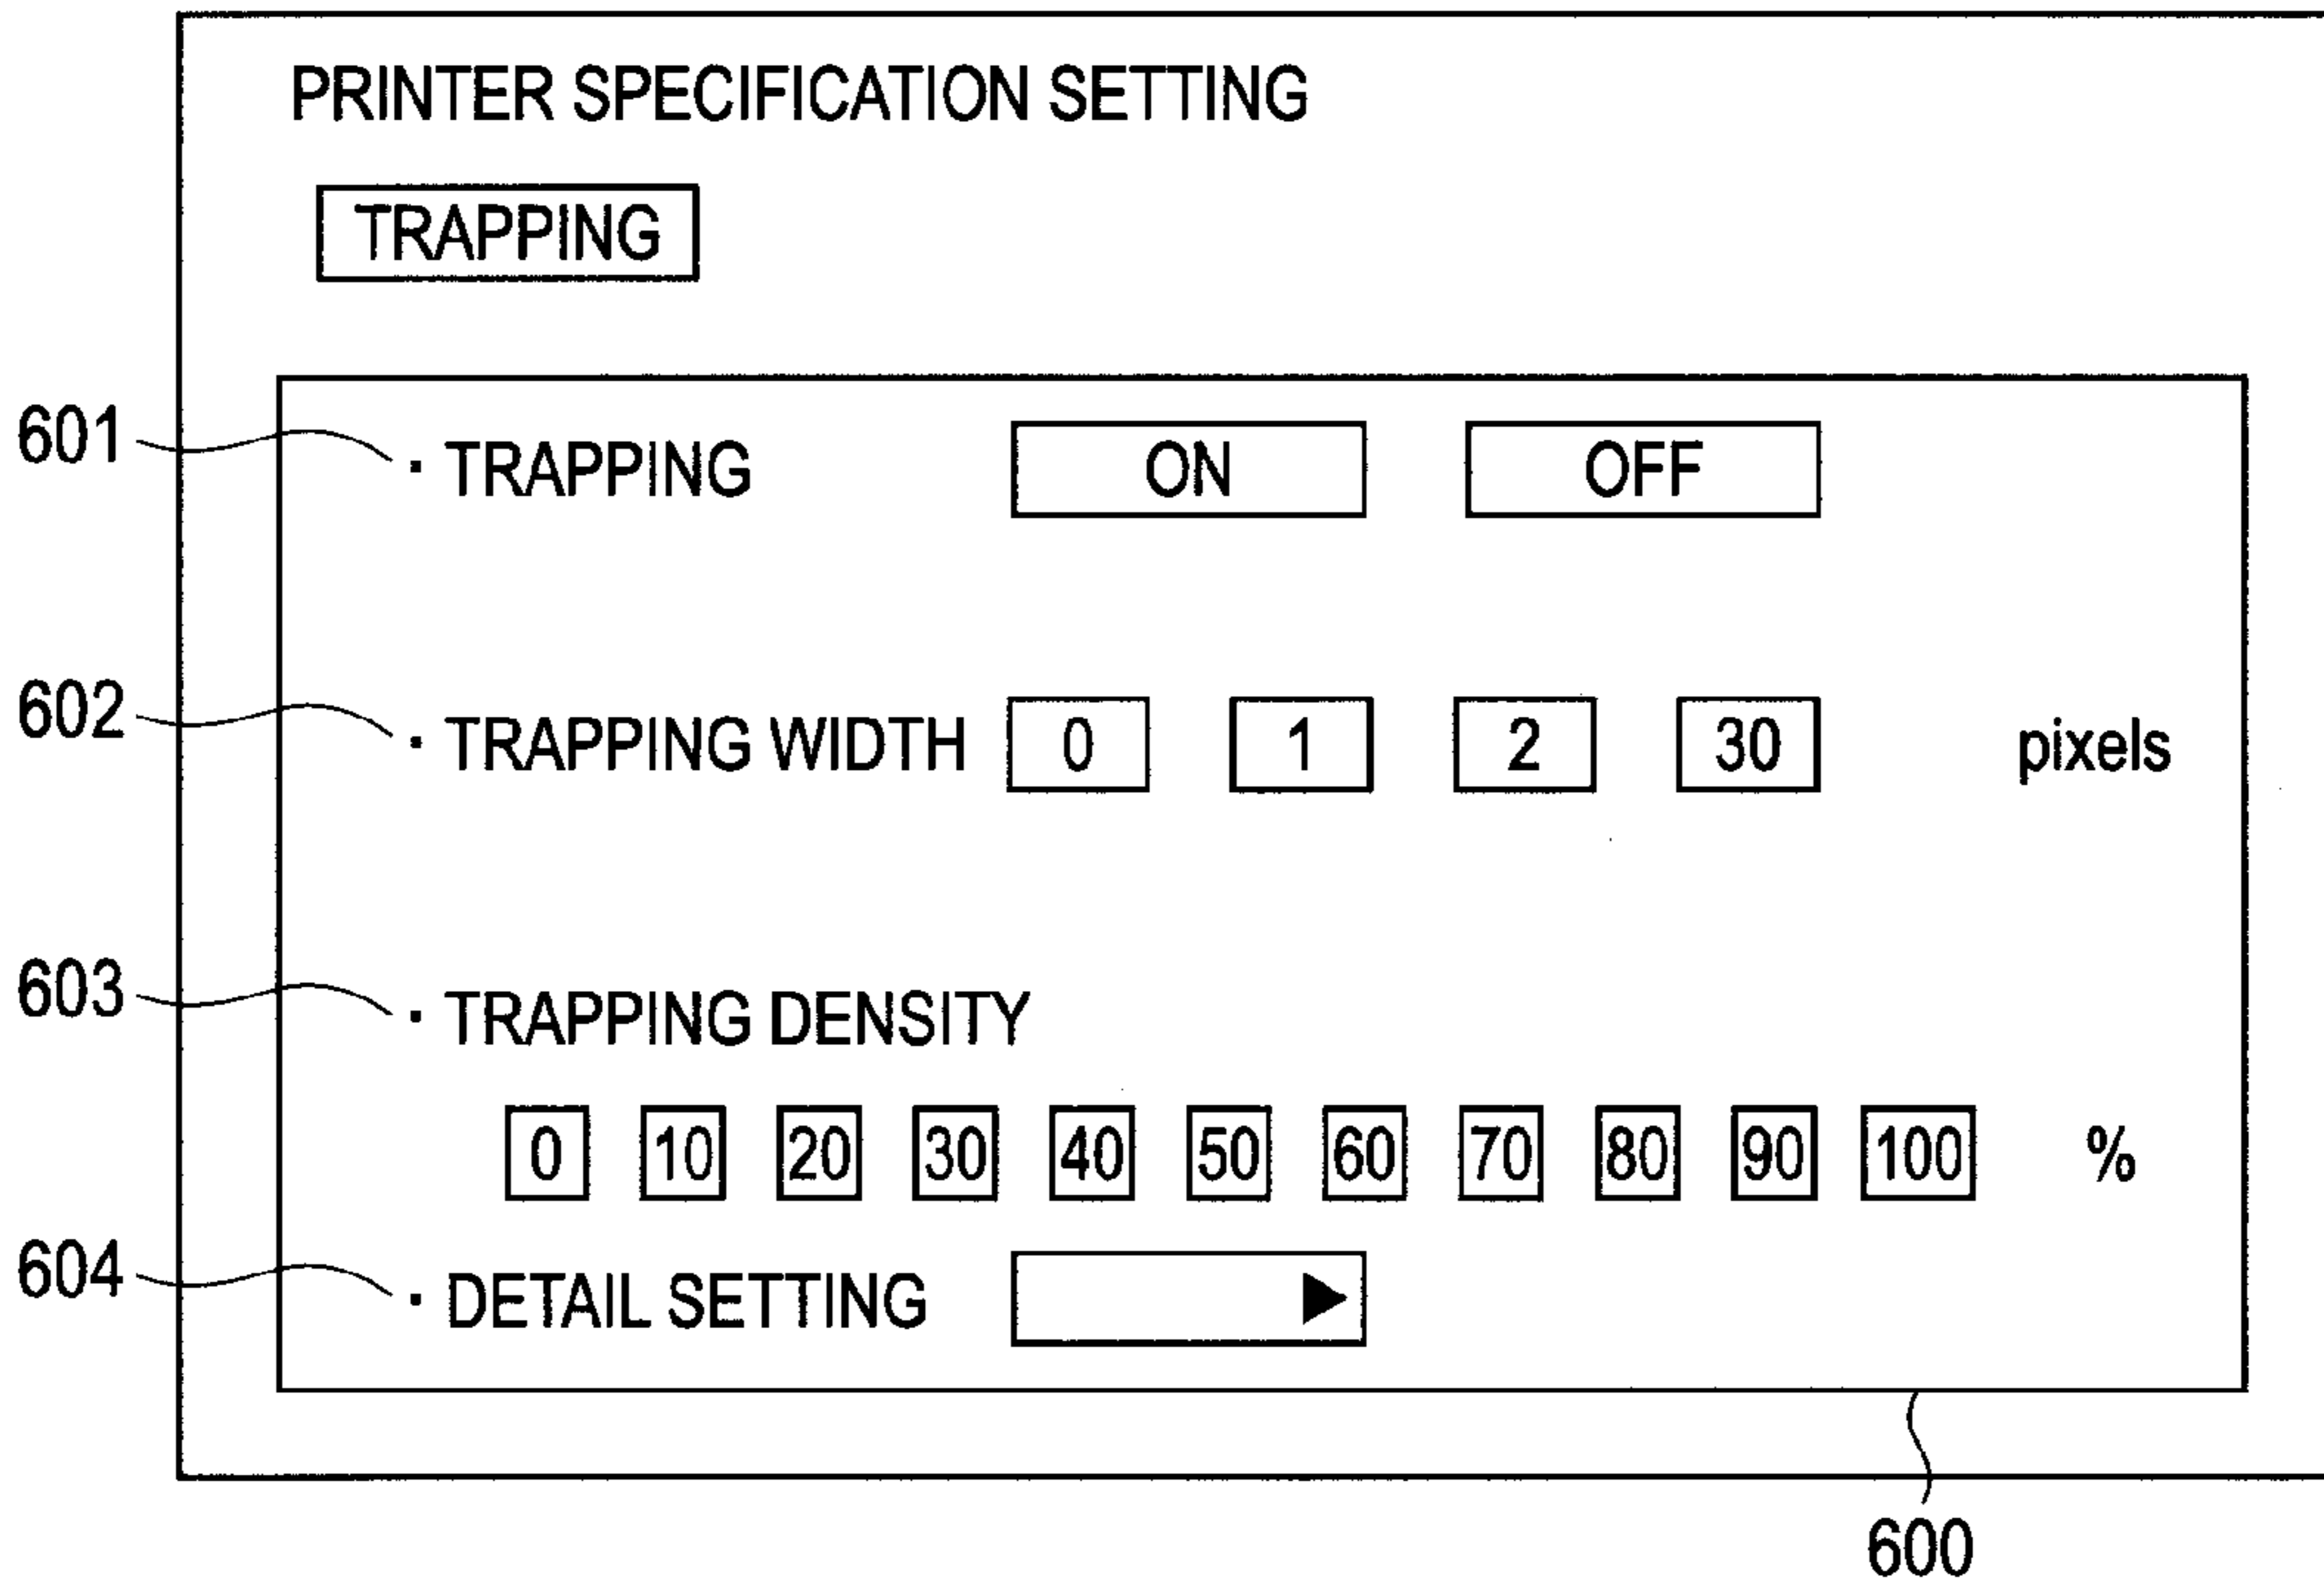 PRINTER SPECIFICATION SETTING
TRAPPING
601 · TRAPPING ON OFF
602 · TRAPPING WIDTH 0 1 2 30 pixels
603 · TRAPPING DENSITY
0 10 20 30 40 50 60 70 80 90 100 %
604 · DETAIL SETTING ▶
600